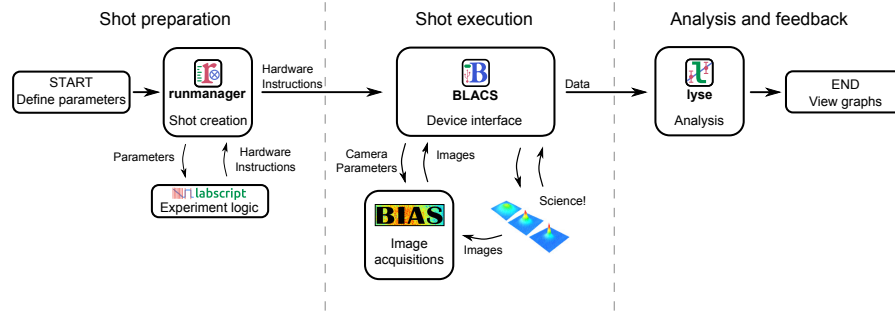 Shot preparation
Shot execution
Analysis and feedback
START
Define parameters
runmanager
Shot creation
Hardware
Instructions
BLACS
Device interface
Data
lyse
Analysis
END
View graphs
Parameters
Hardware
Instructions
labscript
Experiment logic
Camera
Parameters
Images
Science!
BIAS
Image
acquisitions
Images